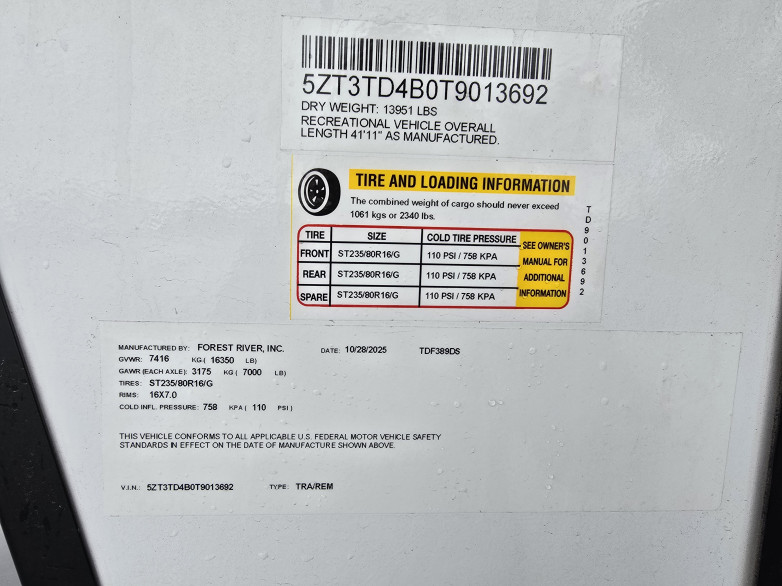 5ZT3TD4B0T9013692
DRY WEIGHT: 13951 LBS
RECREATIONAL VEHICLE OVERALL
LENGTH 41'11" AS MANUFACTURED.
TIRE AND LOADING INFORMATION
The combined weight of cargo should never exceed
1061 kgs or 2340 lbs.
TIRE SIZE COLD TIRE PRESSURE SEE OWNER'S MANUAL FOR ADDITIONAL INFORMATION
FRONT ST235/80R16/G 110 PSI / 758 KPA
REAR ST235/80R16/G 110 PSI / 758 KPA
SPARE ST235/80R16/G 110 PSI / 758 KPA
TD9013692
MANUFACTURED BY: FOREST RIVER, INC. DATE: 10/28/2025 TDF389DS
GVWR: 7416 KG( 16350 LB)
GAWR (EACH AXLE): 3175 KG ( 7000 LB)
TIRES: ST235/80R16/G
RIMS: 16X7.0
COLD INFL. PRESSURE: 758 KPA ( 110 PSI )
THIS VEHICLE CONFORMS TO ALL APPLICABLE U.S. FEDERAL MOTOR VEHICLE SAFETY
STANDARDS IN EFFECT ON THE DATE OF MANUFACTURE SHOWN ABOVE.
V.I.N.: 5ZT3TD4B0T9013692 TYPE: TRA/REM